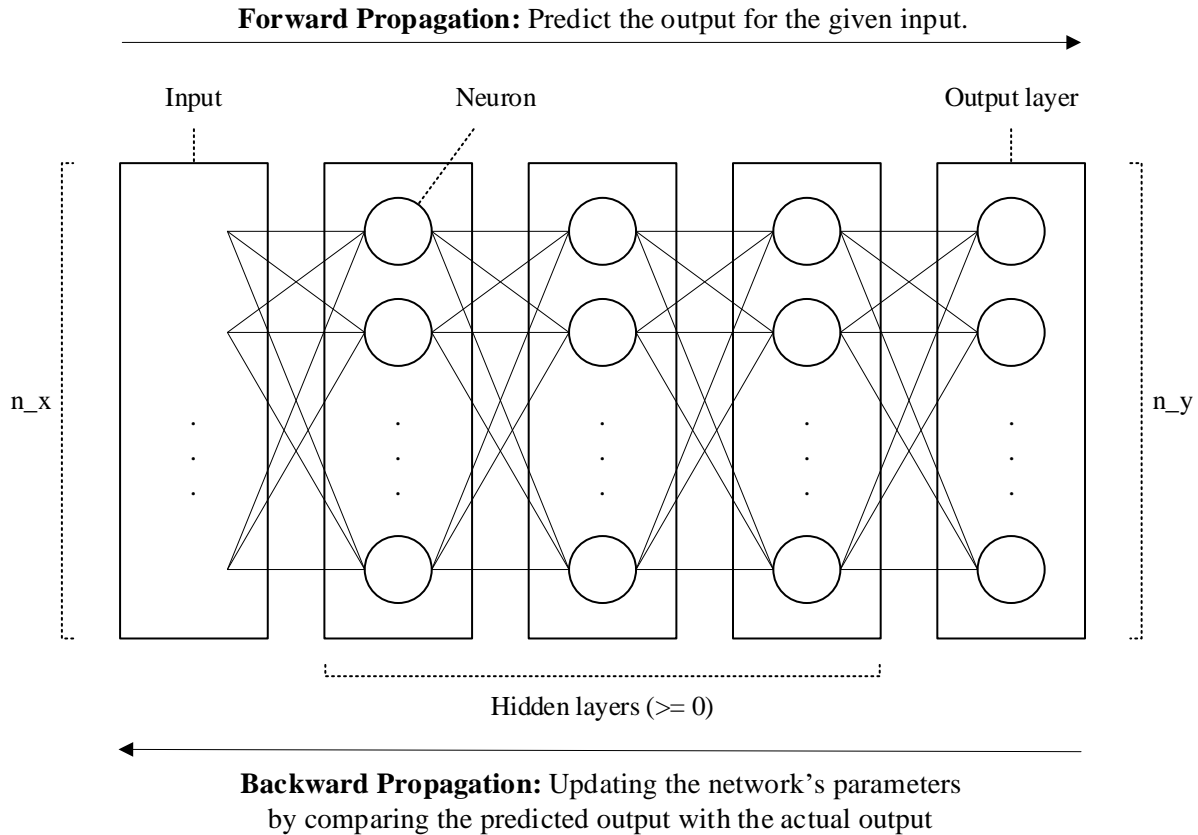 Forward Propagation: Predict the output for the given input.
Input
Neuron
Output layer
n_x
n_y
Hidden layers (>= 0)
Backward Propagation: Updating the network’s parameters
by comparing the predicted output with the actual output